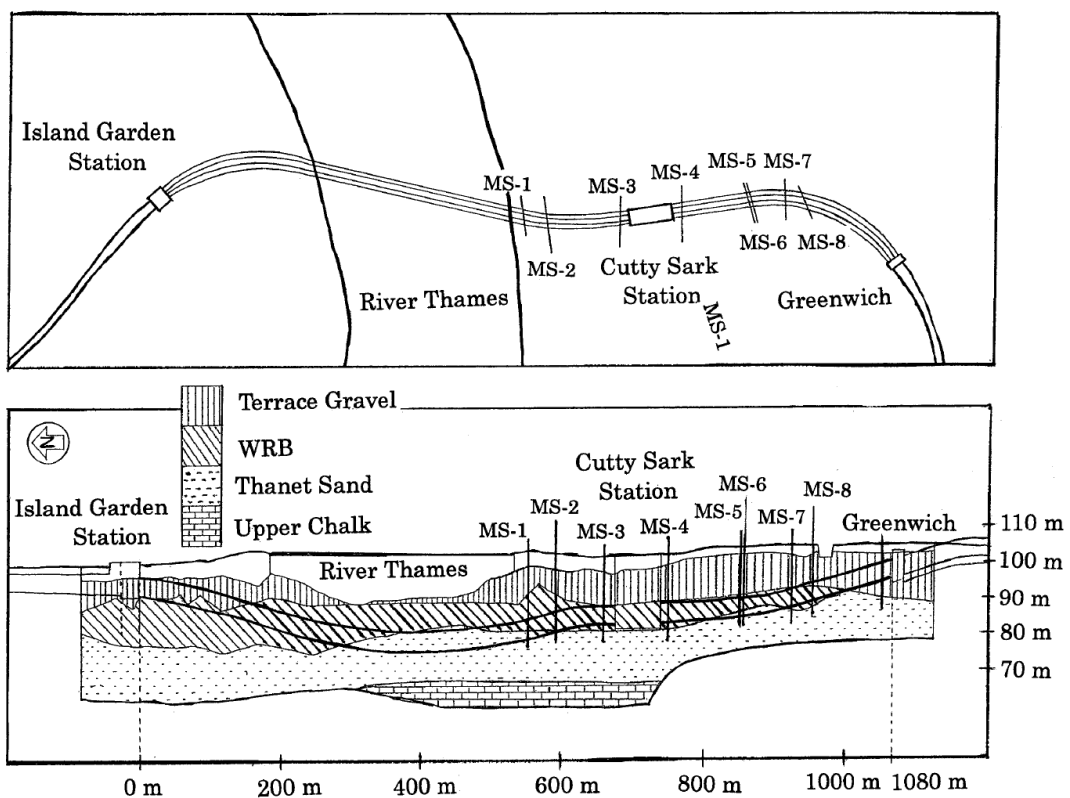 Island Garden
Station
MS-1
MS-2
MS-3
MS-4
MS-5
MS-7
MS-6
MS-8
River Thames
Cutty Sark
Station
MS-1
Greenwich
Terrace Gravel
WRB
Thanet Sand
Upper Chalk
N
Island Garden
Station
River Thames
Cutty Sark
Station
MS-1
MS-2
MS-3
MS-4
MS-5
MS-6
MS-7
MS-8
Greenwich
110 m
100 m
90 m
80 m
70 m
0 m
200 m
400 m
600 m
800 m
1000 m
1080 m